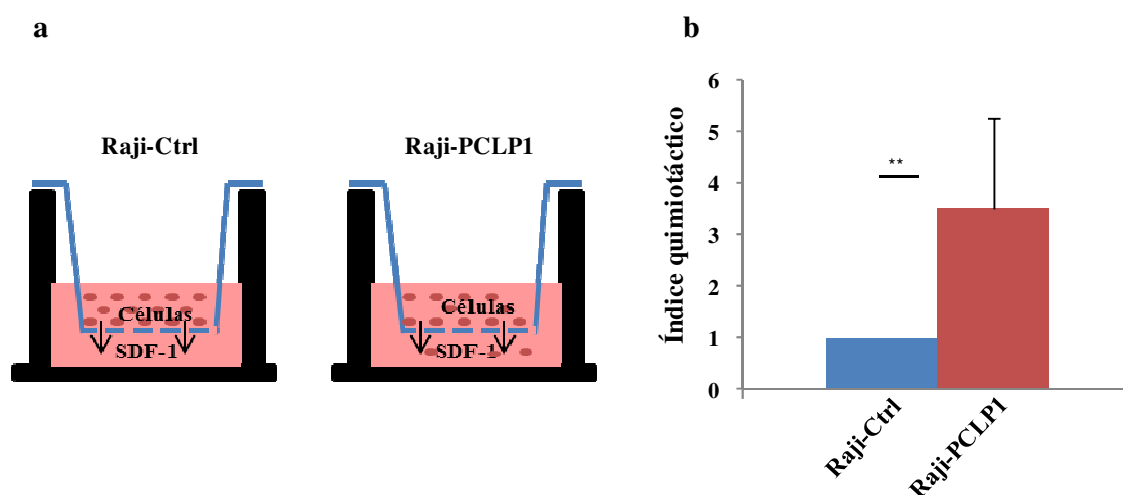 a
Raji-Ctrl
Células
SDF-1
Raji-PCLP1
Células
SDF-1
b
Índice quimiotáctico
6
5
4
3
2
1
0
**
Raji-Ctrl
Raji-PCLP1